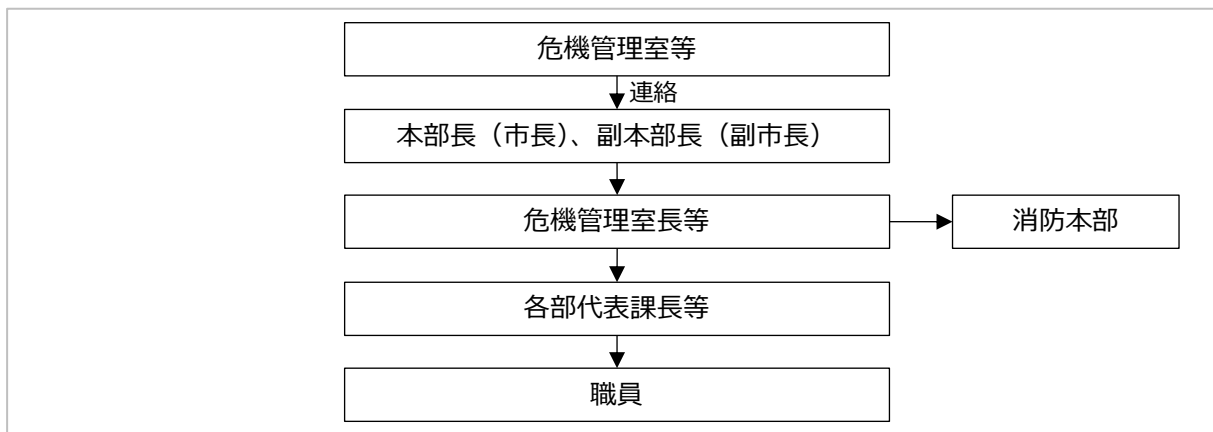 危機管理室等
連絡
本部長（市長）、副本部長（副市長）
危機管理室長等
消防本部
各部代表課長等
職員